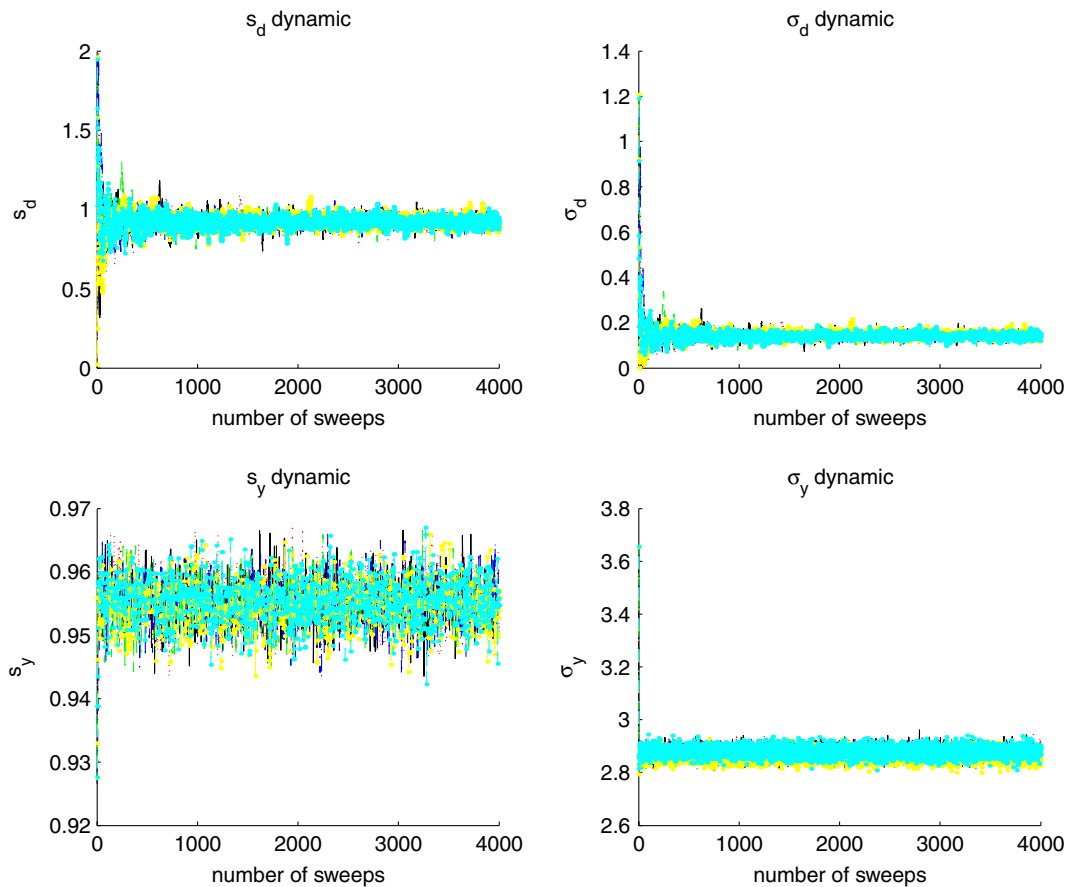 s_d dynamic
2
1.5
1
0.5
0
s_d
0 1000 2000 3000 4000
number of sweeps
σ_d dynamic
1.4
1.2
1
0.8
0.6
0.4
0.2
0
σ_d
0 1000 2000 3000 4000
number of sweeps
s_y dynamic
0.97
0.96
0.95
0.94
0.93
0.92
s_y
0 1000 2000 3000 4000
number of sweeps
σ_y dynamic
3.8
3.6
3.4
3.2
3
2.8
2.6
σ_y
0 1000 2000 3000 4000
number of sweeps